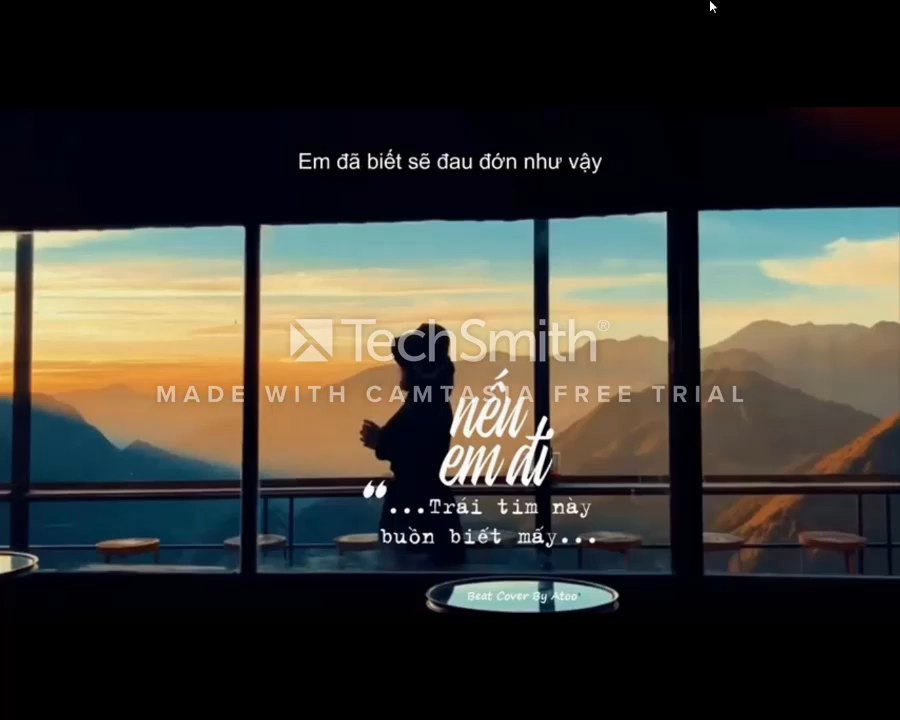 Em đã biết sẽ đau đớn như vậy
TechSmith®
MADE WITH CAMTASIA FREE TRIAL
nếu
em đi
“...Trái tim này
buồn biết mấy...
Beat Cover By Atoo